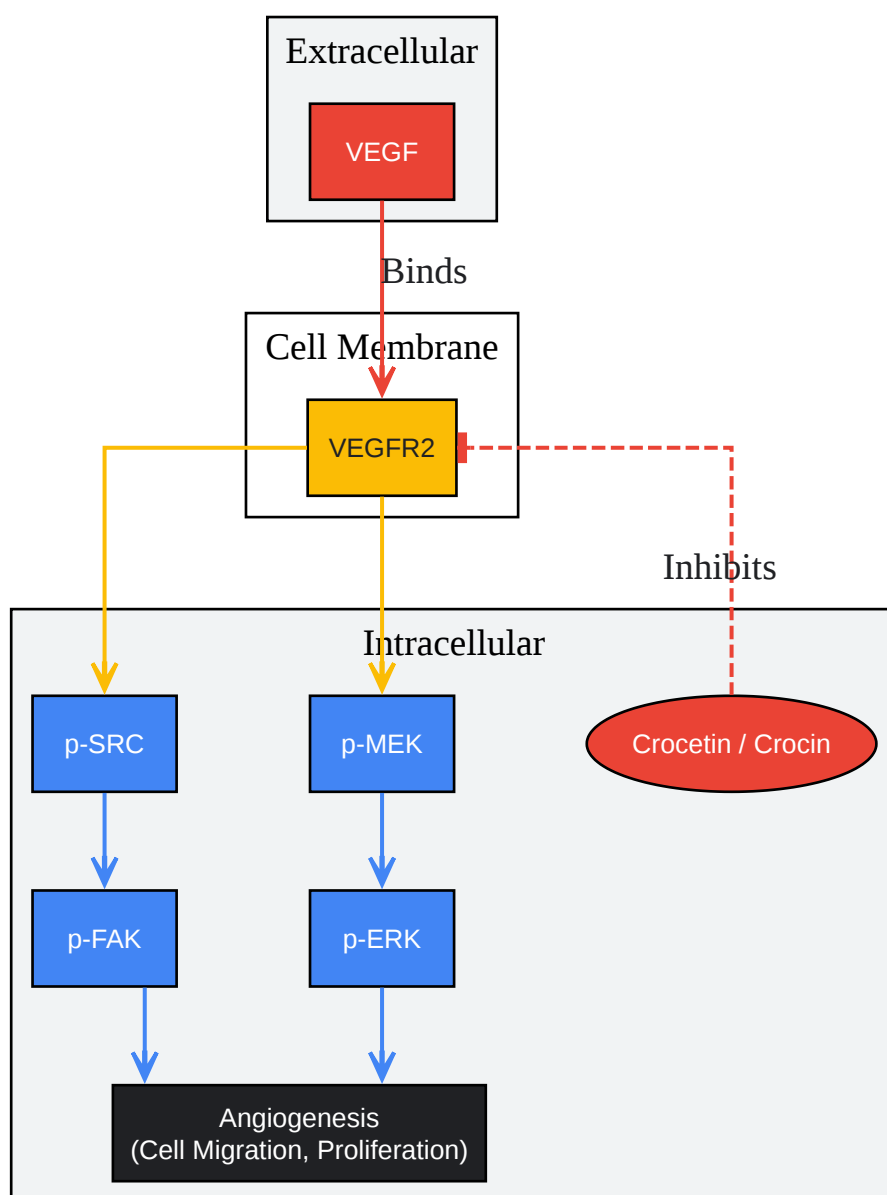 Extracellular
VEGF
Binds
Cell Membrane
VEGFR2
Inhibits
Intracellular
p-SRC
p-MEK
Crocetin / Crocin
p-FAK
p-ERK
Angiogenesis
(Cell Migration, Proliferation)